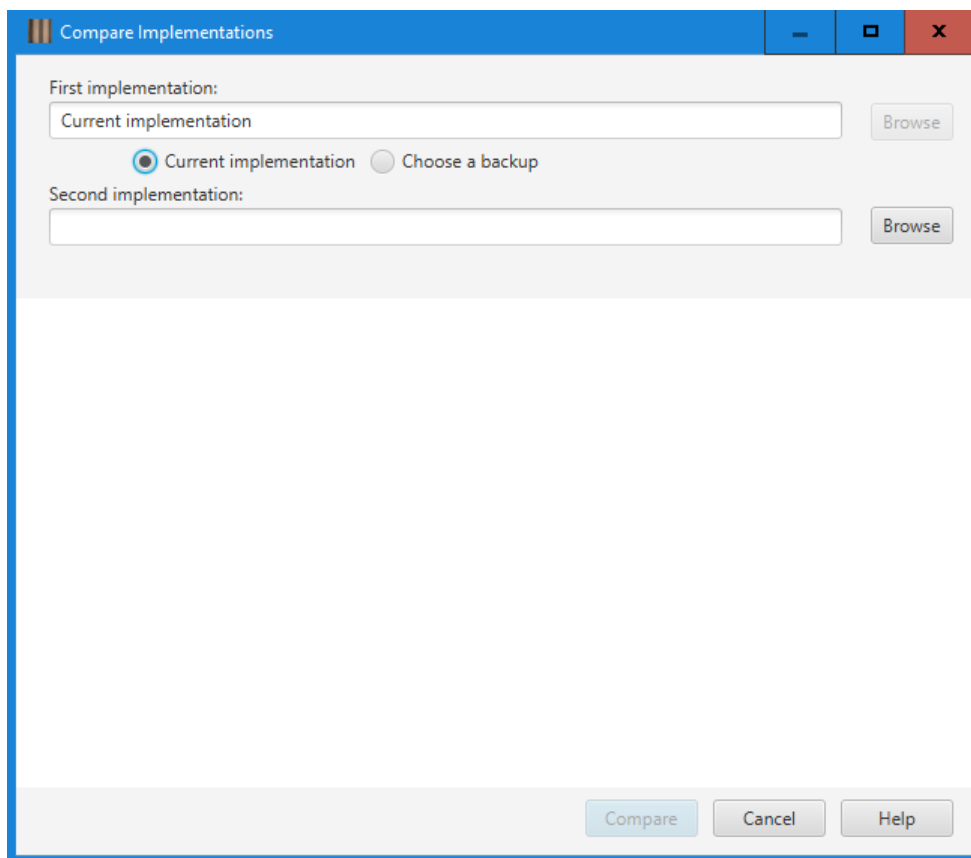 Compare Implementations
First implementation:
Current implementation
Browse
Current implementation Choose a backup
Second implementation:
Browse
Compare Cancel Help